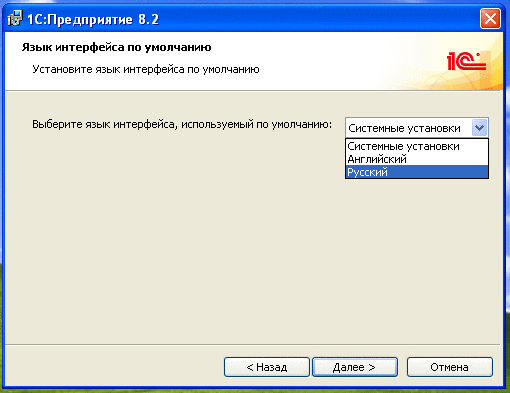 1С:Предприятие 8.2
Язык интерфейса по умолчанию
Установите язык интерфейса по умолчанию
1С
Выберите язык интерфейса, используемый по умолчанию: Системные установки
Системные установки
Английский
Русский
< Назад Далее > Отмена